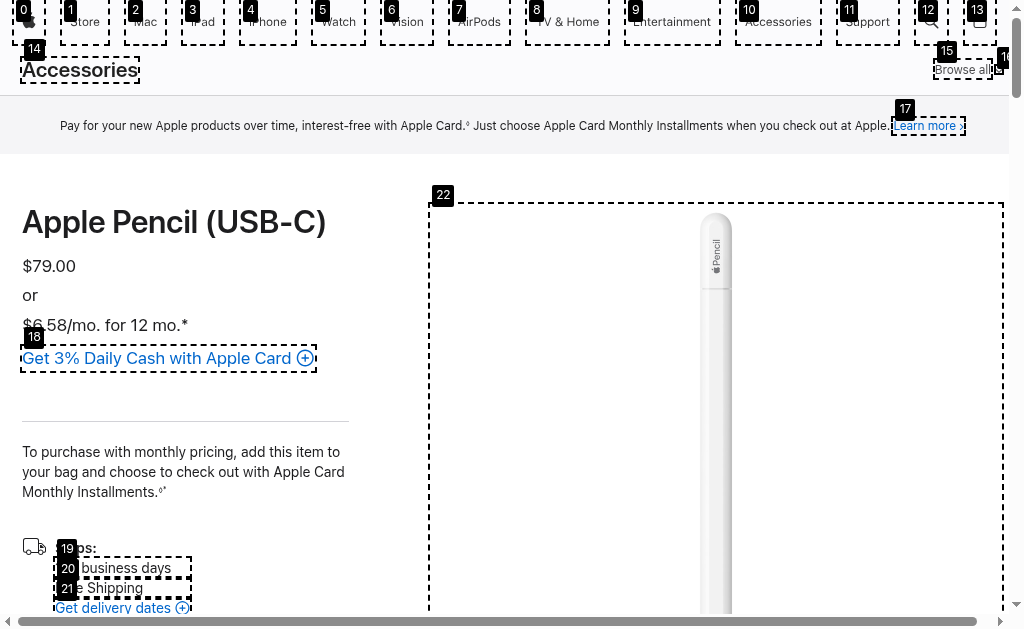 Store
Mac
iPad
iPhone
Watch
Vision
AirPods
TV & Home
Entertainment
Accessories
Support
0
1
2
3
4
5
6
7
8
9
10
11
12
13
14
Accessories
15
Browse all
16
Pay for your new Apple products over time, interest-free with Apple Card.◊ Just choose Apple Card Monthly Installments when you check out at Apple. Learn more ›
17
Apple Pencil (USB-C)
$79.00
or
$6.58/mo. for 12 mo.*
18
Get 3% Daily Cash with Apple Card
To purchase with monthly pricing, add this item to
your bag and choose to check out with Apple Card
Monthly Installments.◊*
19
20
business days
21
Shipping
Get delivery dates
22
Pencil